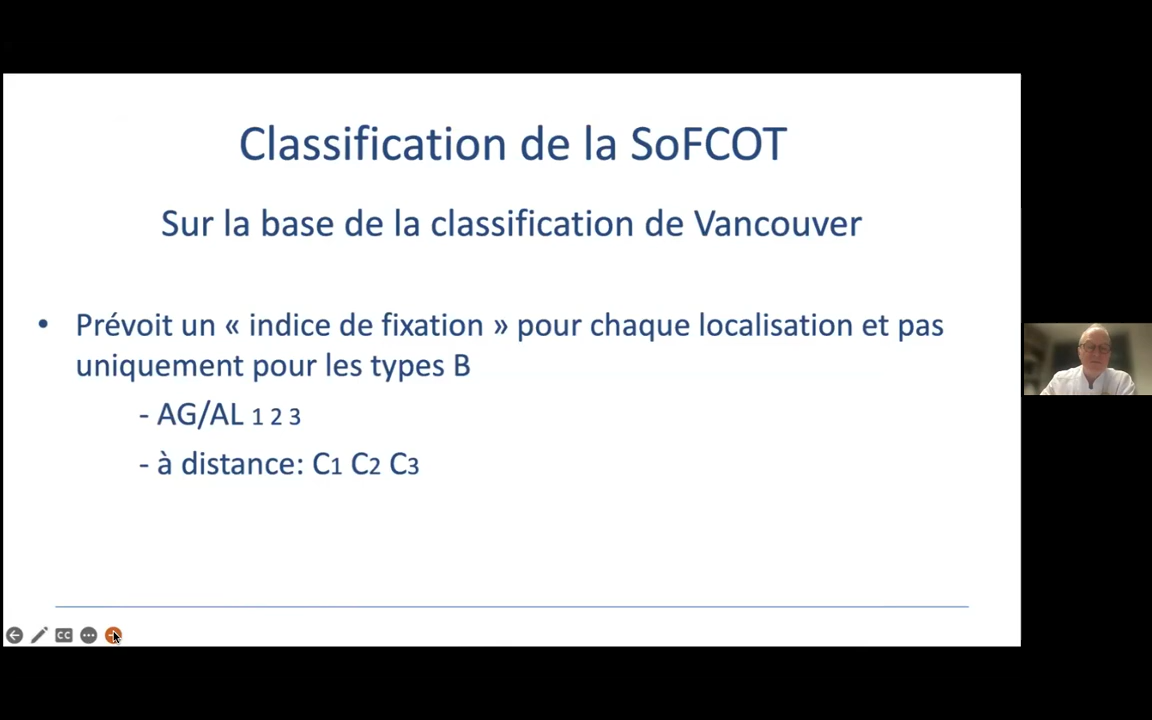 Classification de la SoFCOT
Sur la base de la classification de Vancouver
• Prévoit un « indice de fixation » pour chaque localisation et pas
uniquement pour les types B
- AG/AL 1 2 3
- à distance: C1 C2 C3
CC